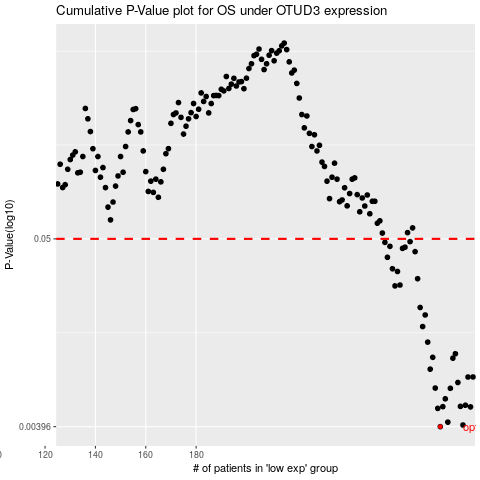 Cumulative P-Value plot for OS under OTUD3 expression
P-Value(log10)
0.05
0.00396
op
0
120
140
160
180
# of patients in 'low exp' group